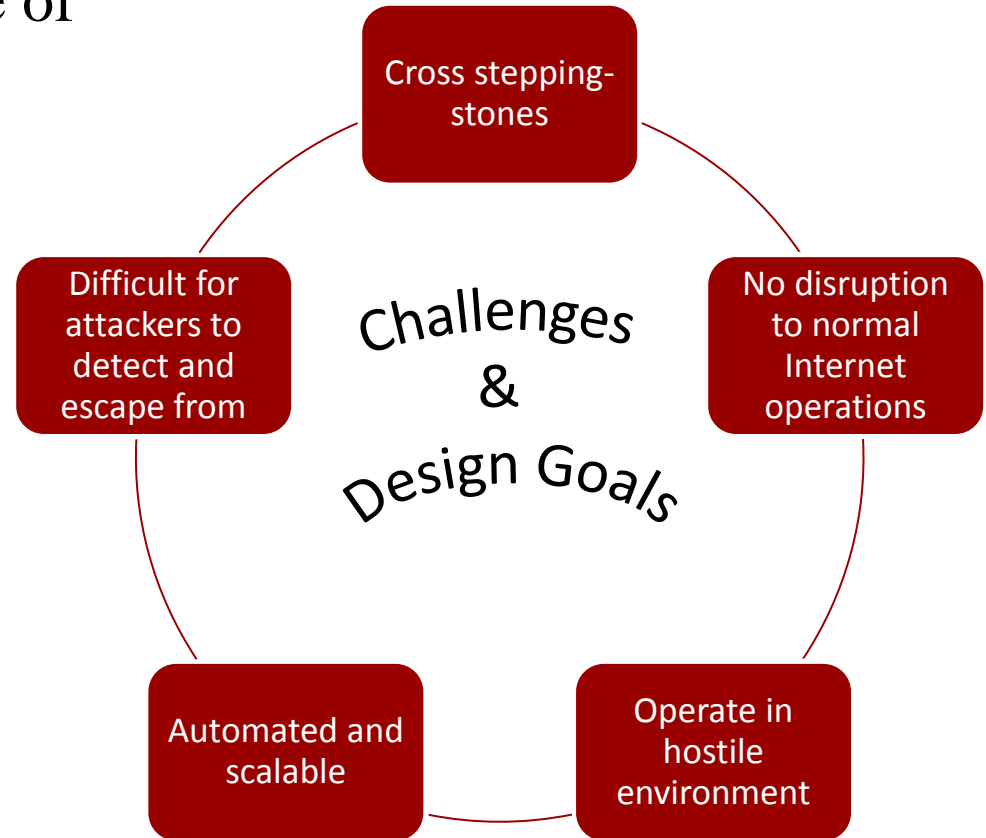 of
Cross stepping-
stones
No disruption
to normal
Internet
operations
Operate in
hostile
environment
Automated and
scalable
Difficult for
attackers to
detect and
escape from
Challenges
&
Design Goals